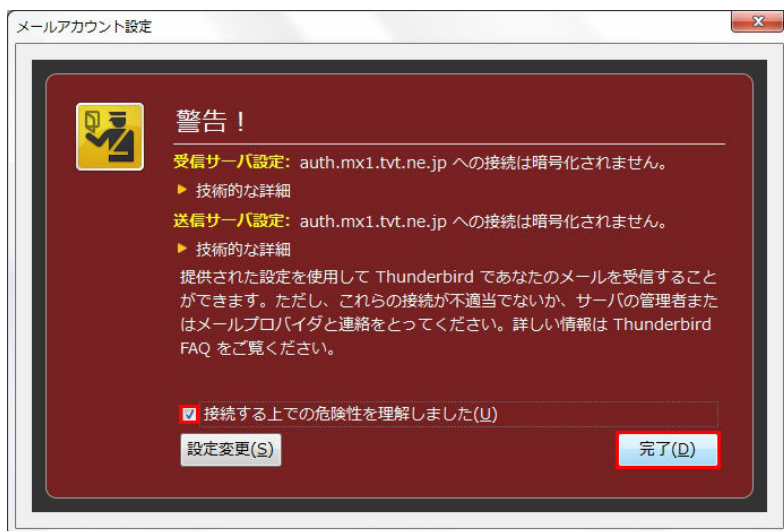 メールアカウント設定
警告！
受信サーバ設定: auth.mx1.tvt.ne.jp への接続は暗号化されません。
技術的な詳細
送信サーバ設定: auth.mx1.tvt.ne.jp への接続は暗号化されません。
技術的な詳細
提供された設定を使用して Thunderbird であなたのメールを受信すること
ができます。ただし、これらの接続が不適当でないか、サーバの管理者また
はメールプロバイダと連絡をとってください。詳しい情報は Thunderbird
FAQ をご覧ください。
接続する上での危険性を理解しました(U)
設定変更(S) 完了(D)